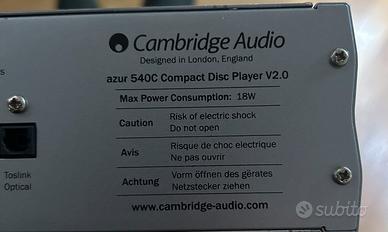 Cambridge Audio
Designed in London, England
azur 540C Compact Disc Player V2.0
Max Power Consumption: 18W
Caution
Risk of electric shock
Do not open
Avis
Risque de choc electrique
Ne pas ouvrir
Achtung
Vorm öffnen des gerätes
Netzstecker ziehen
www.cambridge-audio.com
Toslink
Optical
subito